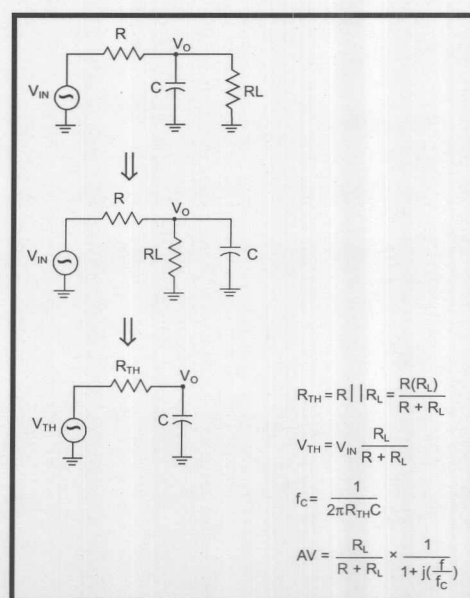 R
V_O
V_IN
C
RL
⇓
R
V_O
V_IN
RL
C
⇓
R_TH
V_O
V_TH
C
R_TH = R||R_L = R(R_L) / R + R_L
V_TH = V_IN R_L / R + R_L
f_C = 1 / 2πR_THC
AV = R_L / R + R_L × 1 / 1 + j(f / f_C)